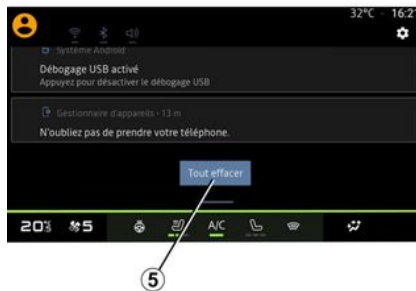 32°C 16:21
Système Android
Débogage USB activé
Appuyez pour désactiver le débogage USB
Gestionnaire d'appareils · 13 m
N'oubliez pas de prendre votre téléphone.
Tout effacer
20 5 A/C
5